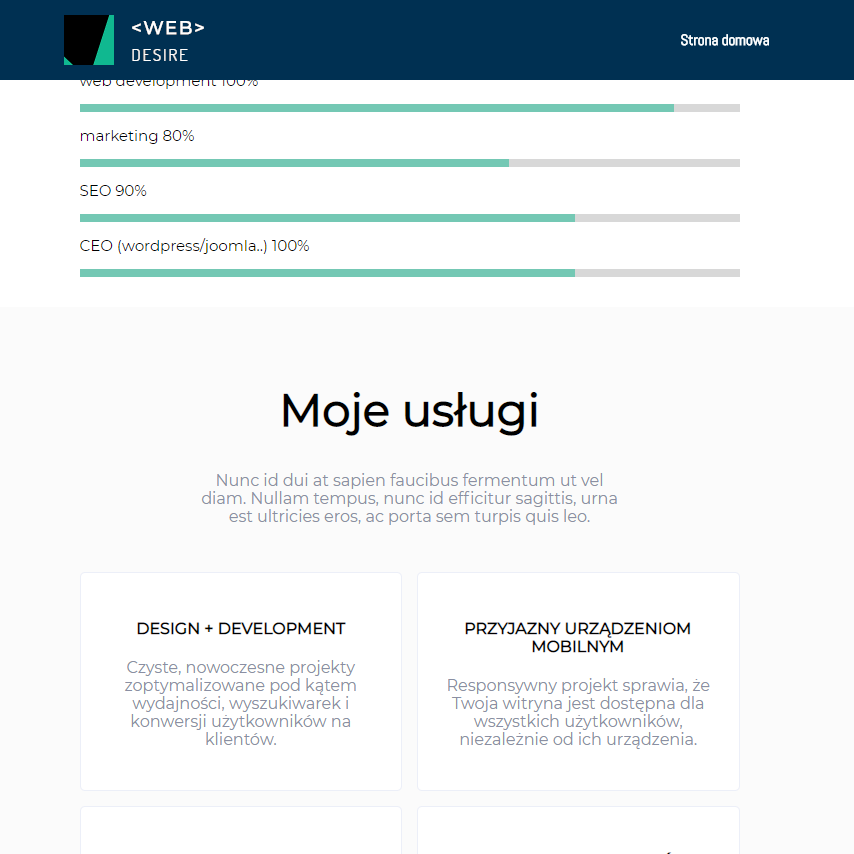 <WEB>
DESIRE
Strona domowa
web development 100%
marketing 80%
SEO 90%
CEO (wordpress/joomla..) 100%
Moje usługi
Nunc id dui at sapien faucibus fermentum ut vel
diam. Nullam tempus, nunc id efficitur sagittis, urna
est ultricies eros, ac porta sem turpis quis leo.
DESIGN + DEVELOPMENT
Czyste, nowoczesne projekty
zoptymalizowane pod kątem
wydajności, wyszukiwarek i
konwersji użytkowników na
klientów.
PRZYJAZNY URZĄDZENIOM
MOBILNYM
Responsywny projekt sprawia, że
Twoja witryna jest dostępna dla
wszystkich użytkowników,
niezależnie od ich urządzenia.